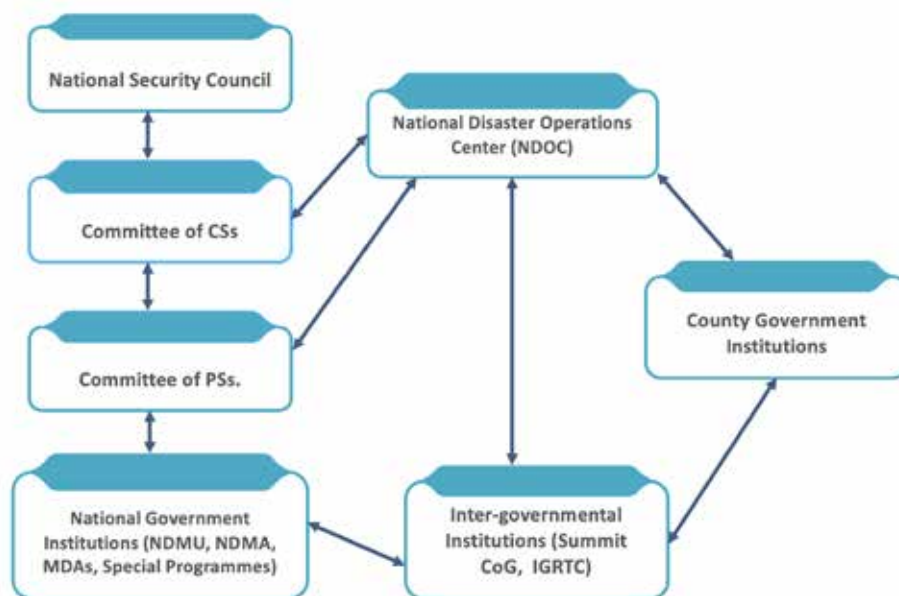 National Security Council
National Disaster Operations
Center (NDOC)
Committee of CSs
County Government
Institutions
Committee of PSs.
National Government
Institutions (NDMU, NDMA,
MDAs, Special Programmes)
Inter-governmental
Institutions (Summit
CoG, IGRTC)